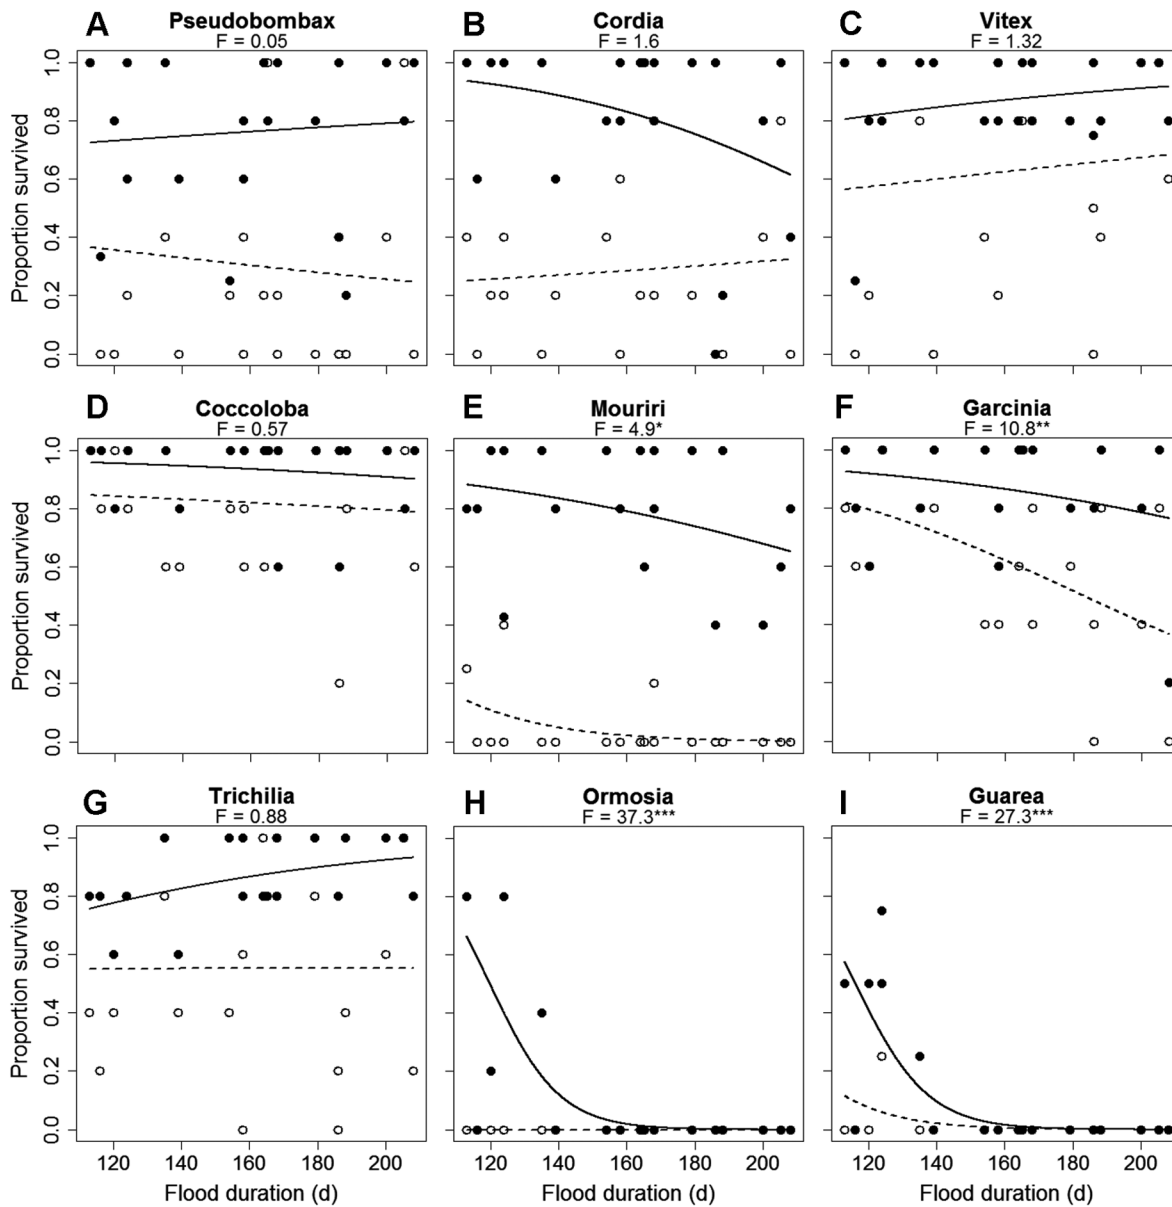 A Pseudobombax
F = 0.05
B Cordia
F = 1.6
C Vitex
F = 1.32
Proportion survived
1.0
0.8
0.6
0.4
0.2
0.0
D Coccoloba
F = 0.57
E Mouriri
F = 4.9*
F Garcinia
F = 10.8**
Proportion survived
1.0
0.8
0.6
0.4
0.2
0.0
G Trichilia
F = 0.88
H Ormosia
F = 37.3***
I Guarea
F = 27.3***
Proportion survived
1.0
0.8
0.6
0.4
0.2
0.0
120 140 160 180 200
120 140 160 180 200
120 140 160 180 200
Flood duration (d)
Flood duration (d)
Flood duration (d)